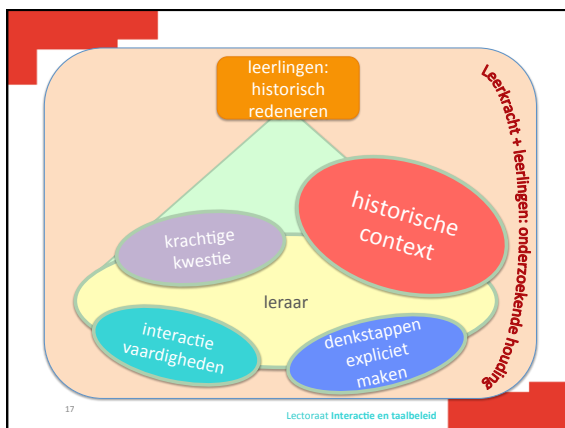 leerlingen:
historisch
redeneren
Leerkracht + leerlingen: onderzoekende houding
historische
context
krachtige
kwestie
leraar
interactie
vaardigheden
denkstappen
expliciet
maken
17
Lectoraat Interactie en taalbeleid